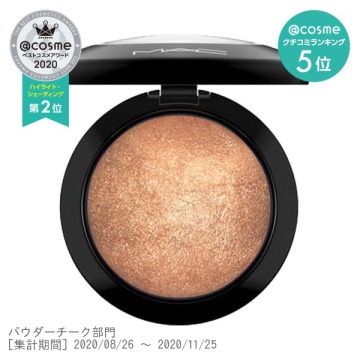 @cosme
ベストコスメアワード
2020
ハイライト・
シェーディング
第2位
@cosme
クチコミランキング
5位
MAC
パウダーチーク部門
[集計期間] 2020/08/26 ～ 2020/11/25